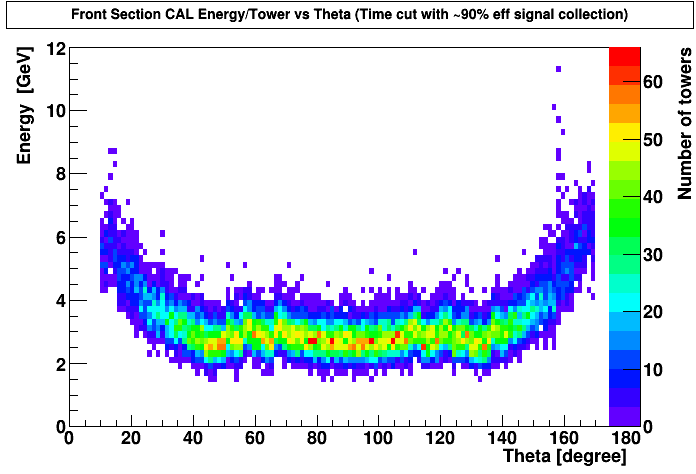 Front Section CAL Energy/Tower vs Theta (Time cut with ~90% eff signal collection)
Energy [GeV]
12
10
8
6
4
2
0
0 20 40 60 80 100 120 140 160 180
Theta [degree]
60
50
40
30
20
10
0
Number of towers